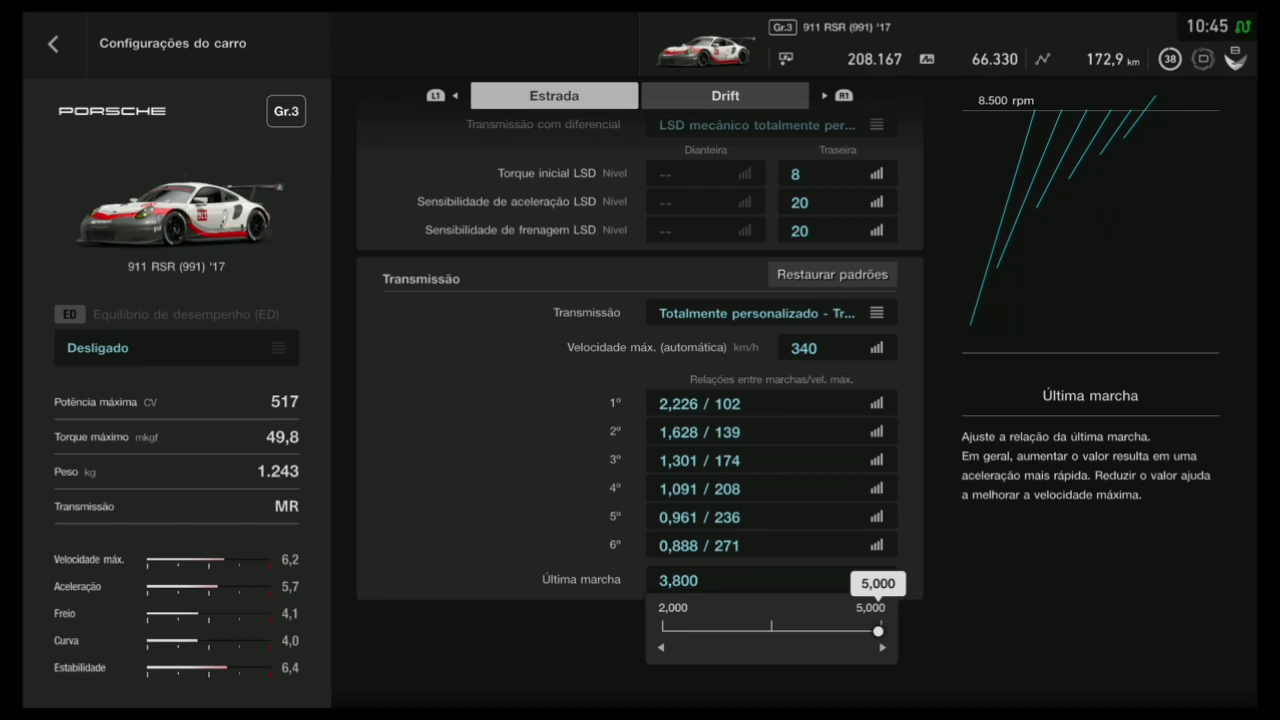 Configurações do carro
Gr.3 911 RSR (991) '17
208.167 66.330 172,9 km 38 B
10:45
PORSCHE
Gr.3
911
911 RSR (991) '17
ED Equilíbrio de desempenho (ED)
Desligado
Potência máxima CV 517
Torque máximo mkgf 49,8
Peso kg 1.243
Transmissão MR
Velocidade máx. 6,2
Aceleração 5,7
Freio 4,1
Curva 4,0
Estabilidade 6,4
L1 Estrada Drift R1
Transmissão com diferencial LSD mecânico totalmente per...
Dianteira Traseira
Torque inicial LSD Nível -- 8
Sensibilidade de aceleração LSD Nível -- 20
Sensibilidade de frenagem LSD Nível -- 20
Transmissão Restaurar padrões
Transmissão Totalmente personalizado - Tr...
Velocidade máx. (automática) km/h 340
Relações entre marchas/vel. máx.
1º 2,226 / 102
2º 1,628 / 139
3º 1,301 / 174
4º 1,091 / 208
5º 0,961 / 236
6º 0,888 / 271
Última marcha 3,800
5,000
2,000 5,000
8.500 rpm
Última marcha
Ajuste a relação da última marcha.
Em geral, aumentar o valor resulta em uma
aceleração mais rápida. Reduzir o valor ajuda
a melhorar a velocidade máxima.